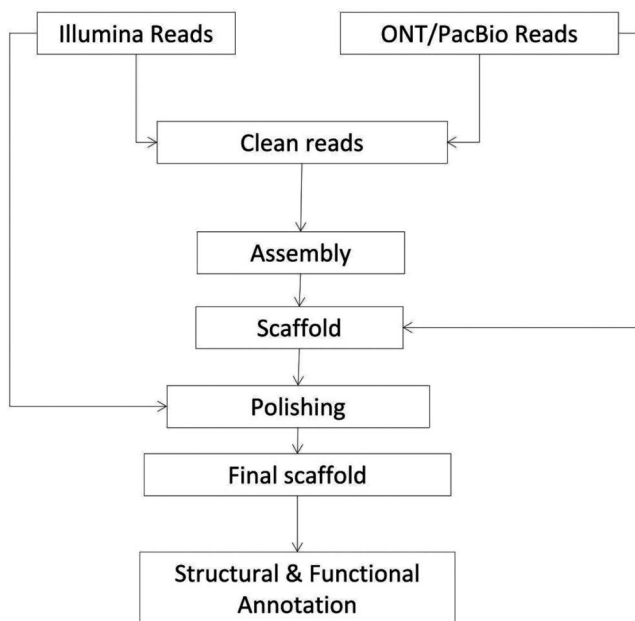 Illumina Reads
ONT/PacBio Reads
Clean reads
Assembly
Scaffold
Polishing
Final scaffold
Structural & Functional
Annotation